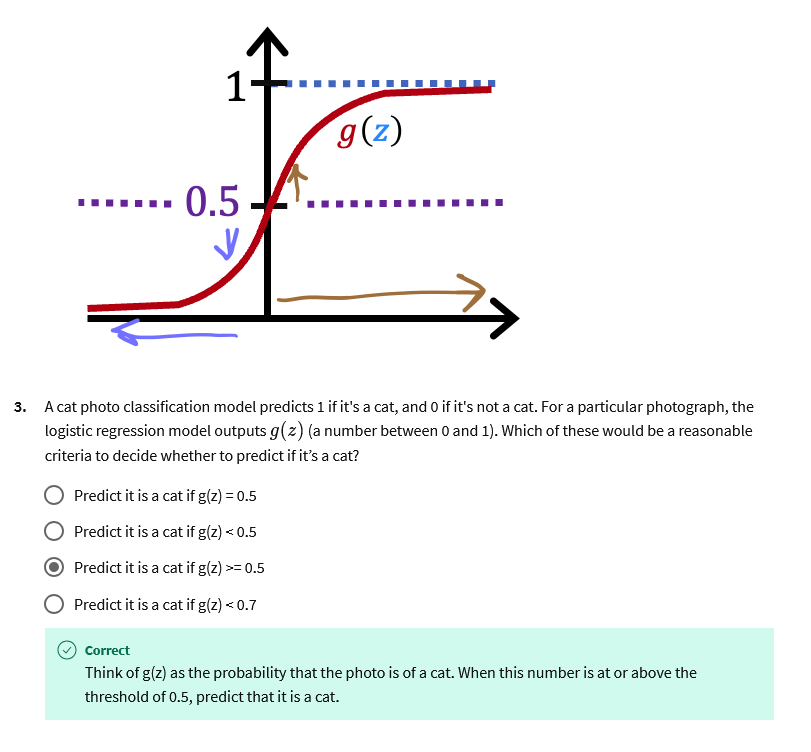 1
g(z)
0.5
3. A cat photo classification model predicts 1 if it's a cat, and 0 if it's not a cat. For a particular photograph, the
logistic regression model outputs g(z) (a number between 0 and 1). Which of these would be a reasonable
criteria to decide whether to predict if it’s a cat?
Predict it is a cat if g(z) = 0.5
Predict it is a cat if g(z) < 0.5
Predict it is a cat if g(z) >= 0.5
Predict it is a cat if g(z) < 0.7
Correct
Think of g(z) as the probability that the photo is of a cat. When this number is at or above the
threshold of 0.5, predict that it is a cat.